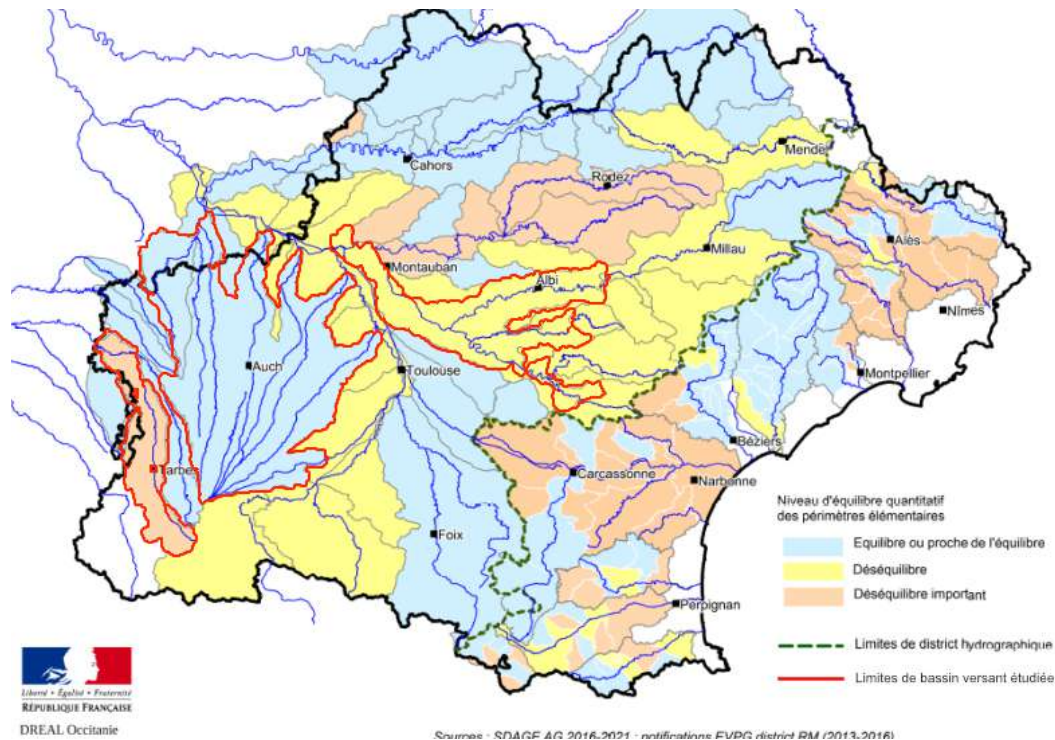 Cahors
Mende
Rodez
Alès
Millau
Montauban
Albi
Nîmes
Auch
Toulouse
Montpellier
Béziers
Tarbes
Carcassonne
Narbonne
Foix
Perpignan
Niveau d'équilibre quantitatif
des périmètres élémentaires
Equilibre ou proche de l'équilibre
Déséquilibre
Déséquilibre important
Limites de district hydrographique
Limites de bassin versant étudiée
Liberté • Égalité • Fraternité
RÉPUBLIQUE FRANÇAISE
DREAL Occitanie
Sources : SDAGE AG 2016-2021 ; notifications EVPG district RM (2013-2016)